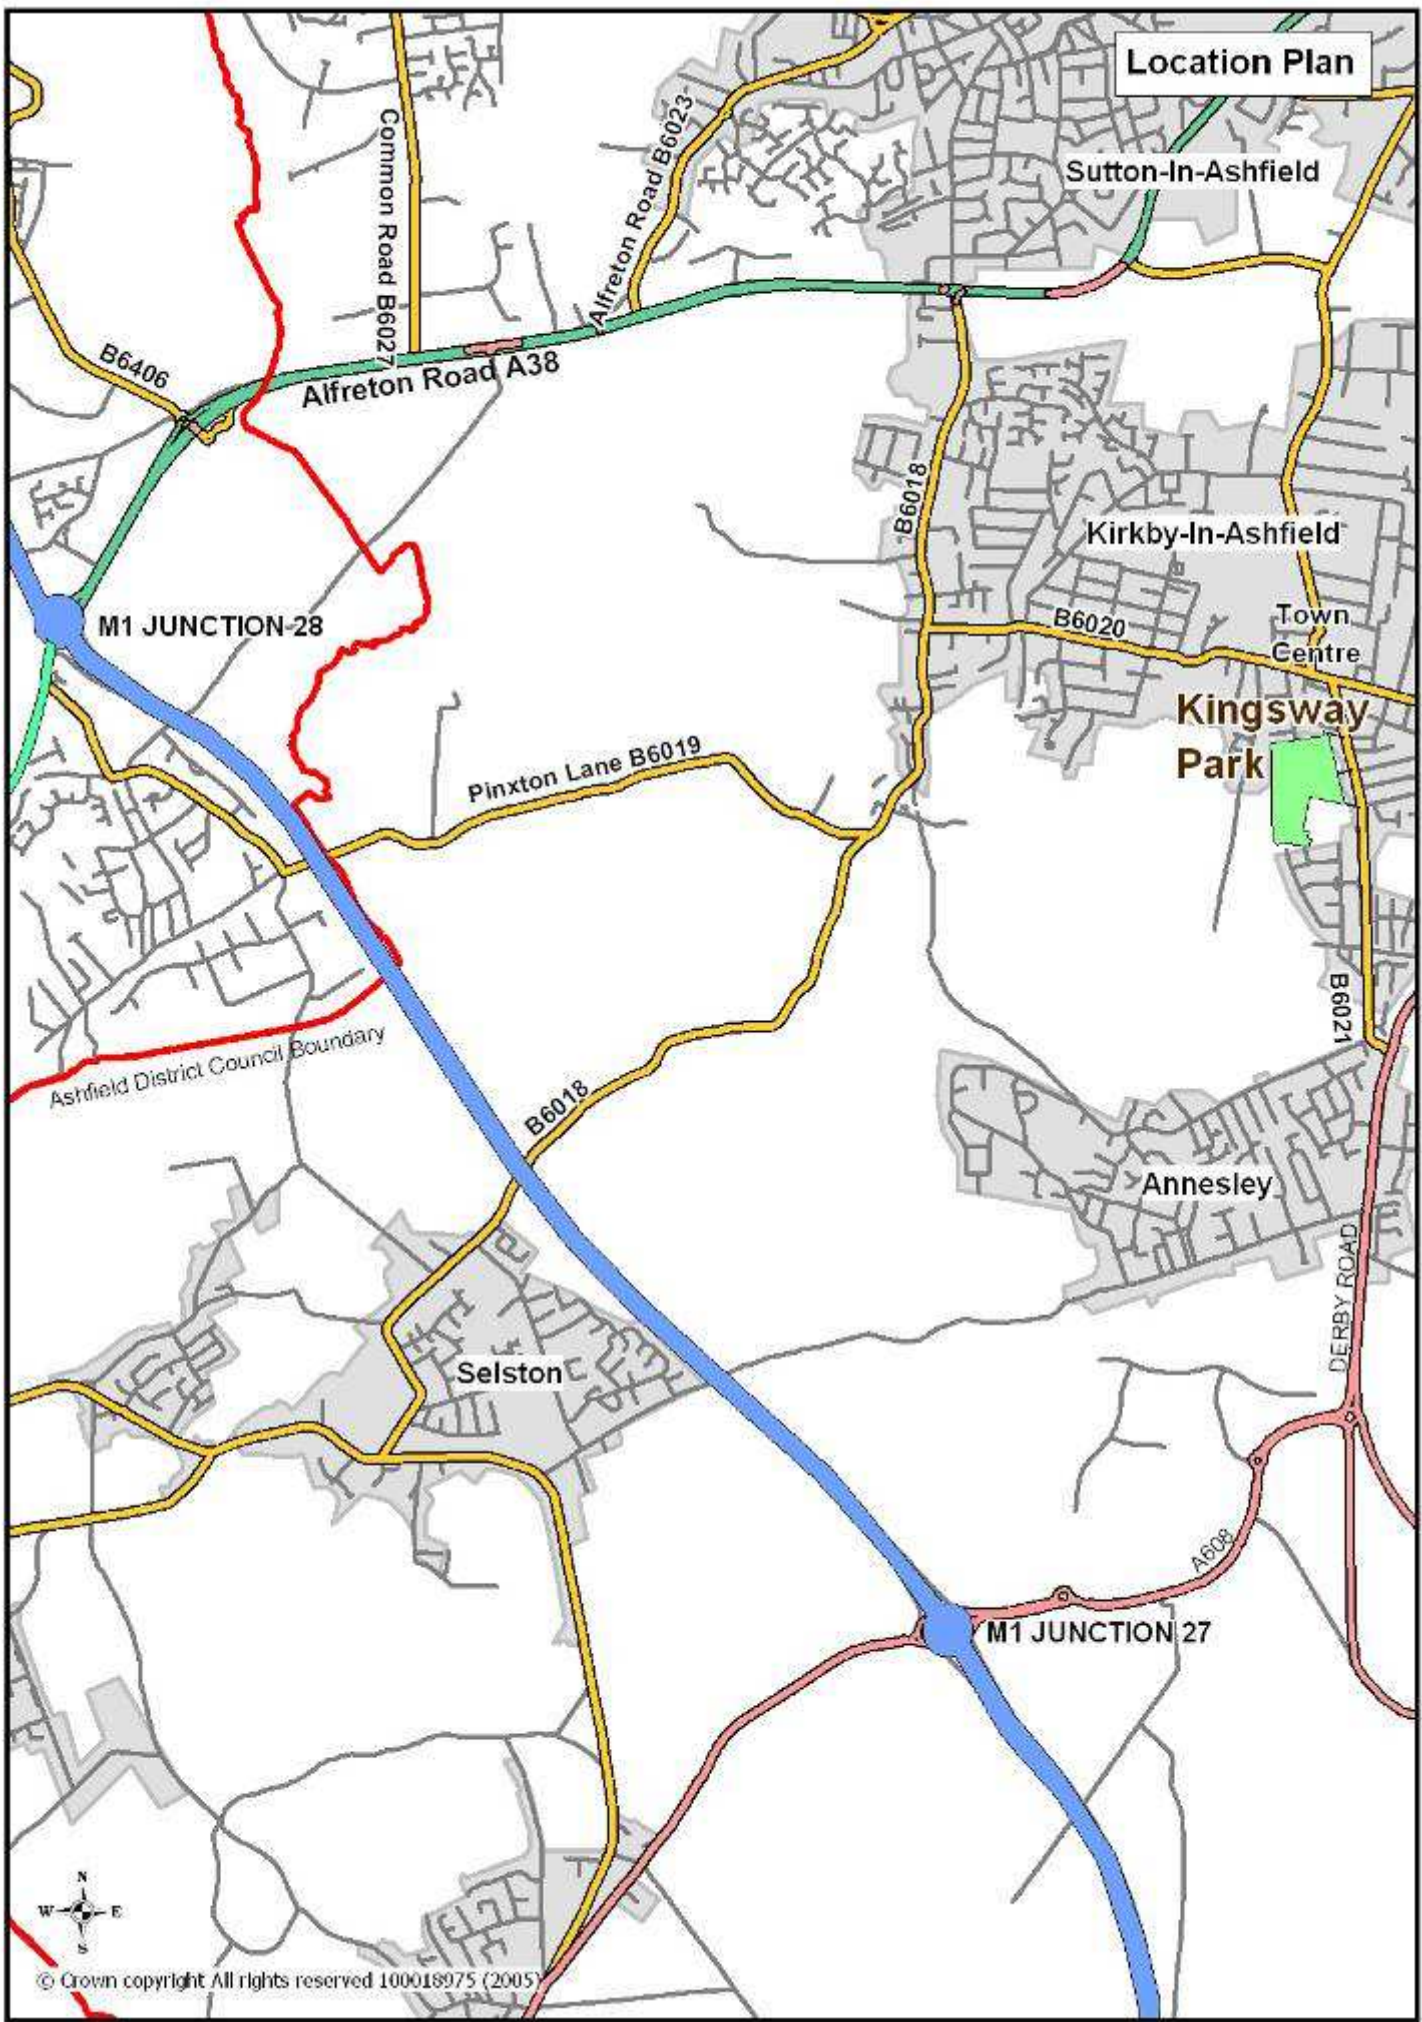 Location Plan
Common Road B6027
Alfreton Road B6023
Sutton-In-Ashfield
B6406
Alfreton Road A38
B6018
Kirkby-In-Ashfield
M1 JUNCTION 28
B6020
Town
Centre
Kingsway
Park
Pinxton Lane B6019
B6021
Ashfield District Council Boundary
B6018
Annesley
DERBY ROAD
Selston
A608
M1 JUNCTION 27
N
W E
S
© Crown copyright All rights reserved 100018975 (2005)